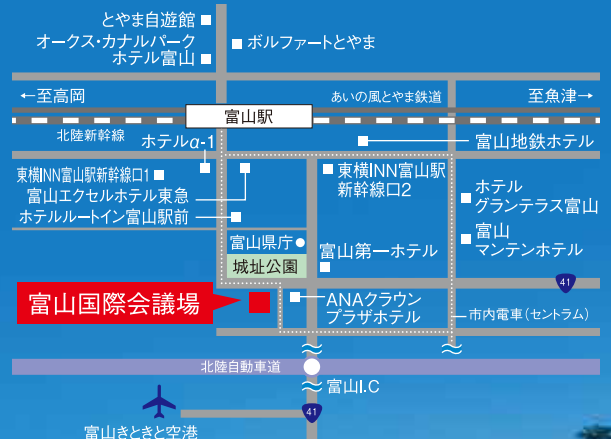 とやま自遊館
オークス・カナルパーク
ホテル富山
ボルファートとやま
←至高岡
あいの風とやま鉄道
至魚津→
富山駅
北陸新幹線
ホテルα-1
富山地鉄ホテル
東横INN富山駅新幹線口1
富山エクセルホテル東急
ホテルルートイン富山駅前
東横INN富山駅
新幹線口2
ホテル
グランテラス富山
富山県庁
富山第一ホテル
富山
マンテンホテル
城址公園
41
富山国際会議場
ANAクラウン
プラザホテル
市内電車(セントラム)
北陸自動車道
富山I.C
41
富山きときと空港